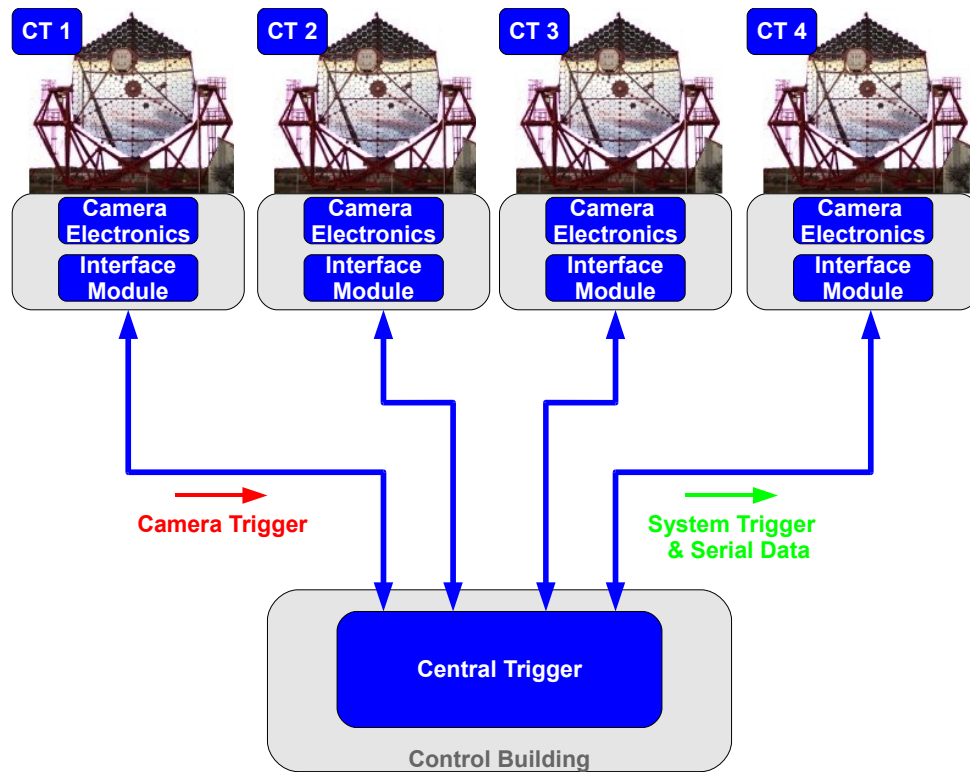 CT 1
CT 2
CT 3
CT 4
Camera
Electronics
Interface
Module
Camera
Electronics
Interface
Module
Camera
Electronics
Interface
Module
Camera
Electronics
Interface
Module
Camera Trigger
System Trigger
& Serial Data
Central Trigger
Control Building